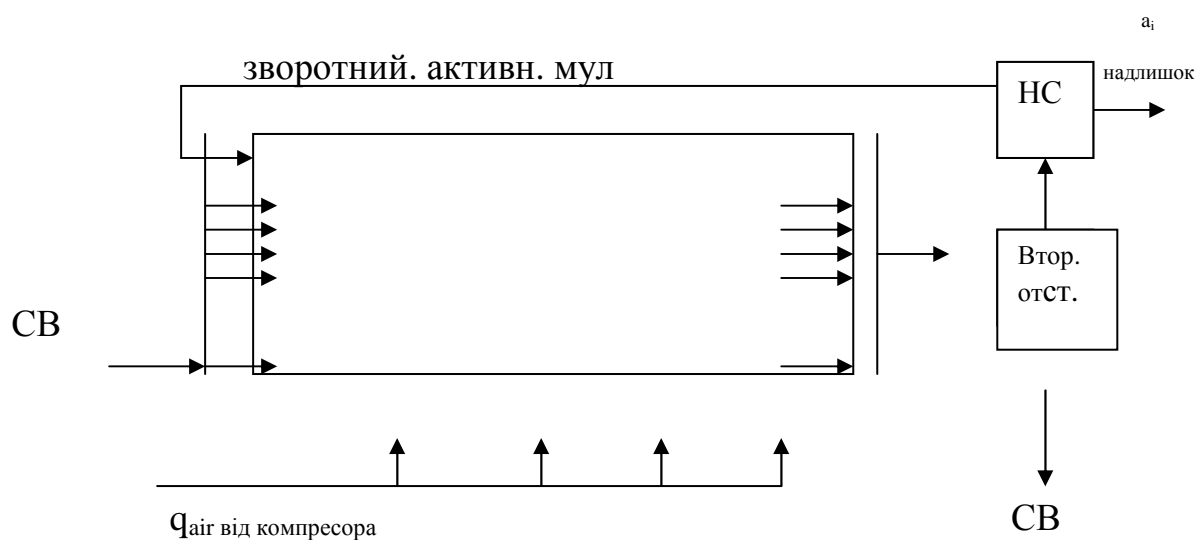 aᵢ
зворотний. активн. мул
надлишок
НС
Втор.
отст.
СВ
qair від компресора
СВ